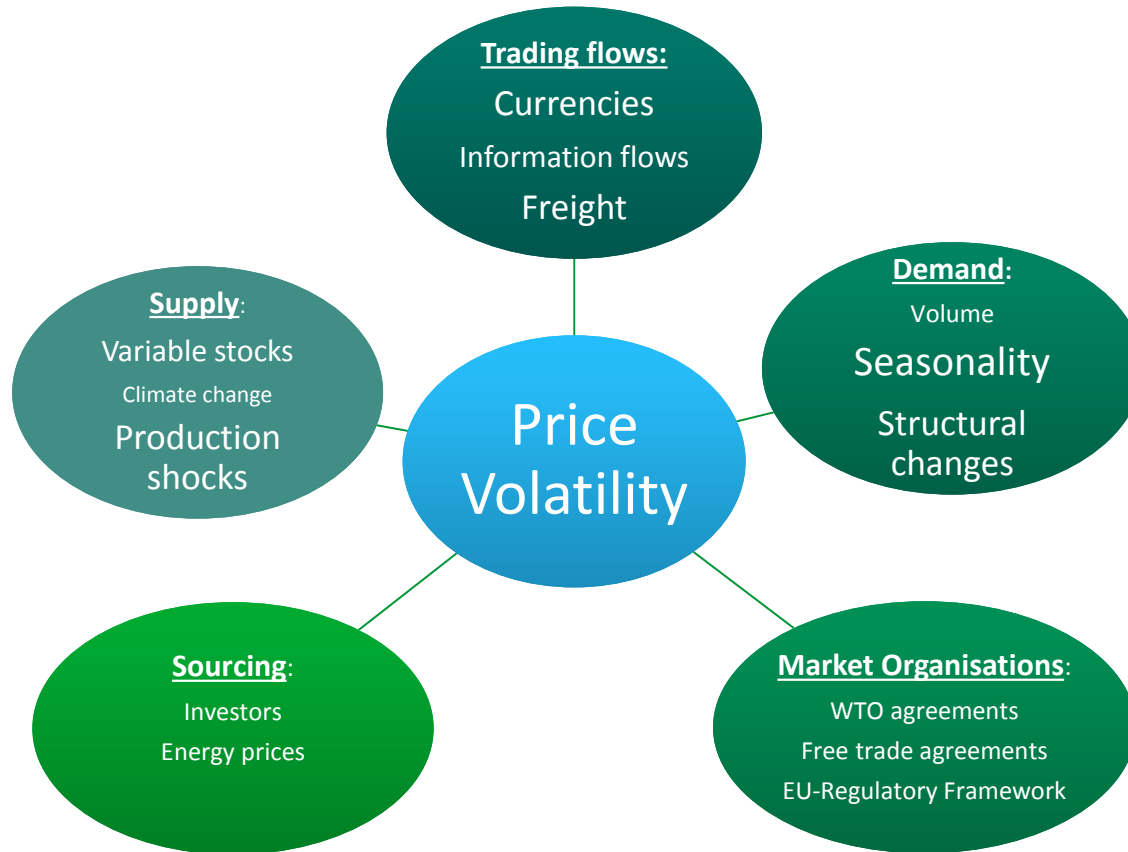 Trading flows:
Currencies
Information flows
Freight
Demand:
Volume
Seasonality
Structural
changes
Supply:
Variable stocks
Climate change
Production
shocks
Price
Volatility
Sourcing:
Investors
Energy prices
Market Organisations:
WTO agreements
Free trade agreements
EU-Regulatory Framework